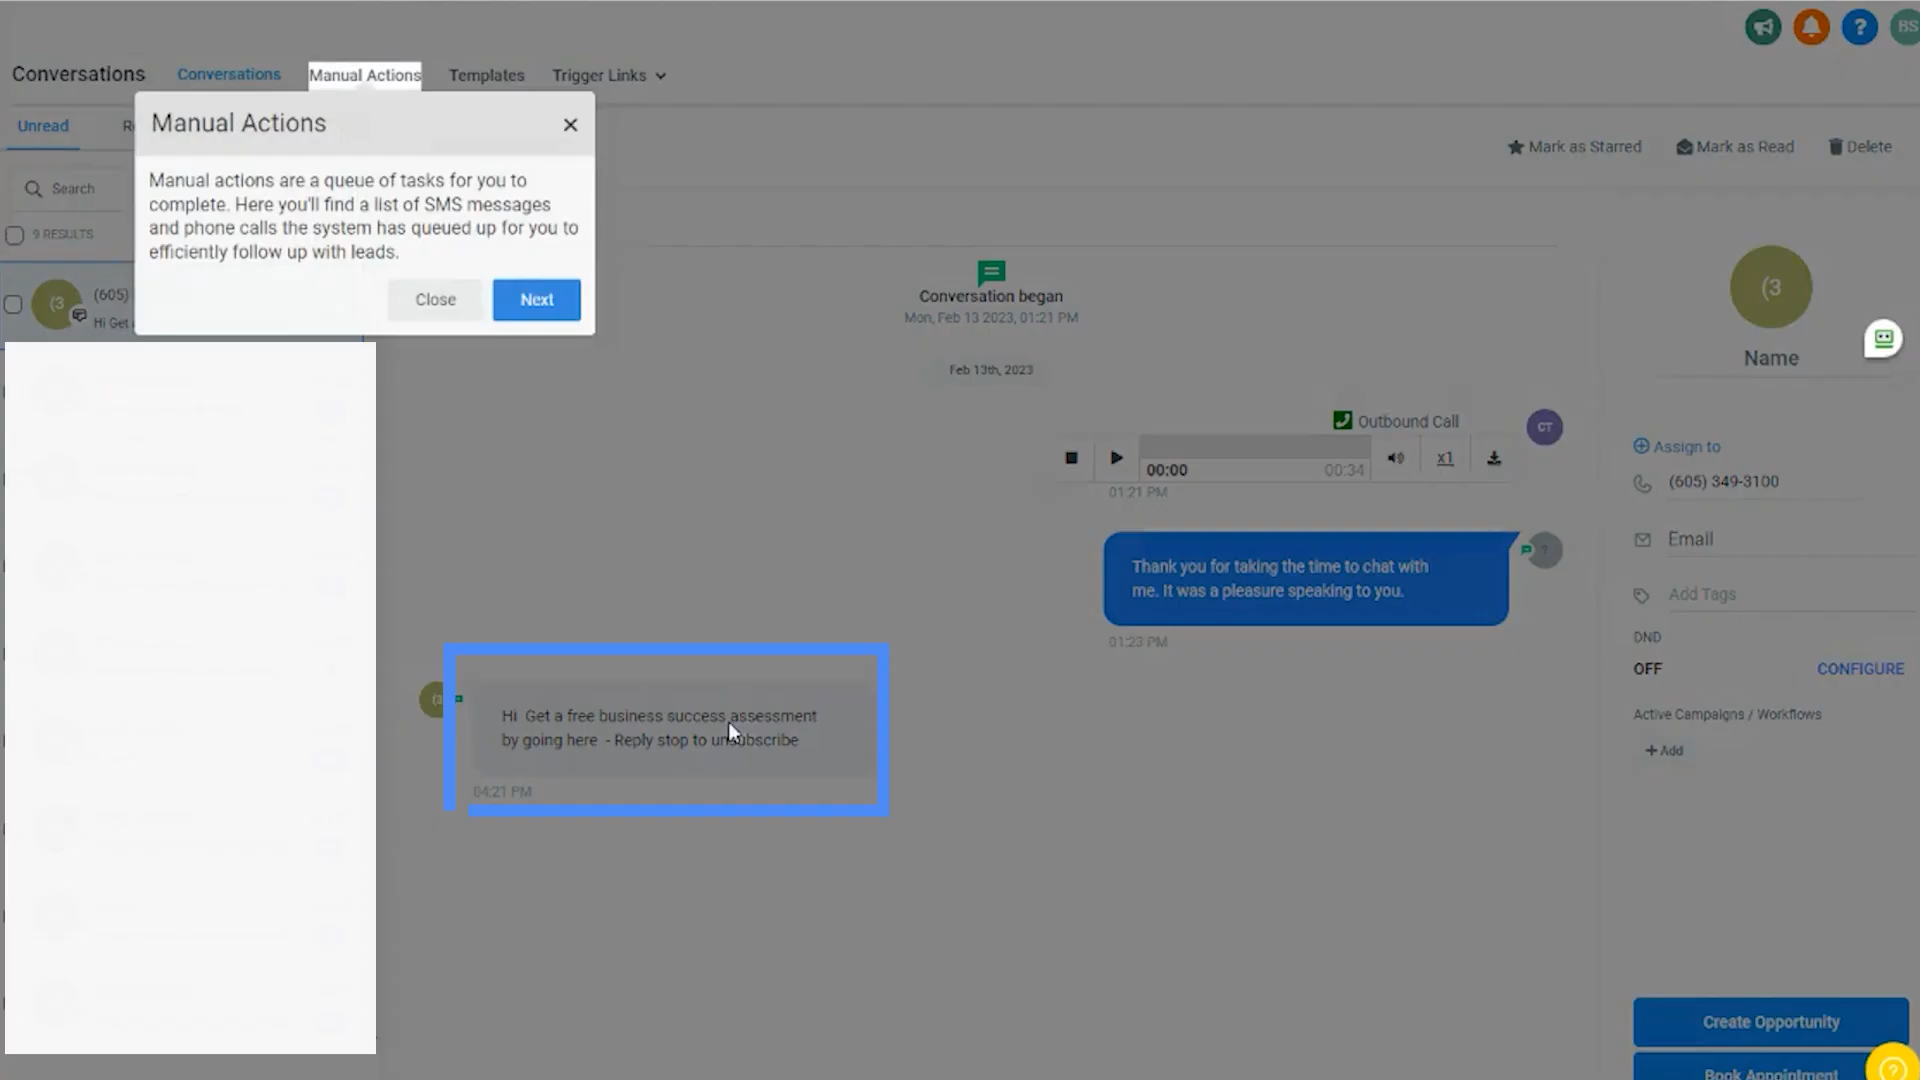 BS
Conversations
Conversations
Manual Actions
Templates
Trigger Links
Unread
Manual Actions
Manual actions are a queue of tasks for you to
complete. Here you'll find a list of SMS messages
and phone calls the system has queued up for you to
efficiently follow up with leads.
Close
Next
Mark as Starred
Mark as Read
Delete
Search
9 RESULTS
(3
(605)
Hi Get
Conversation began
Mon, Feb 13 2023, 01:21 PM
Feb 13th, 2023
Outbound Call
CT
00:00
00:34
x1
01:21 PM
Thank you for taking the time to chat with
me. It was a pleasure speaking to you.
?
01:23 PM
(3
Hi Get a free business success assessment
by going here - Reply stop to unsubscribe
04:21 PM
(3
Name
Assign to
(605) 349-3100
Email
Add Tags
DND
OFF
CONFIGURE
Active Campaigns / Workflows
+ Add
Create Opportunity
Book Appointment